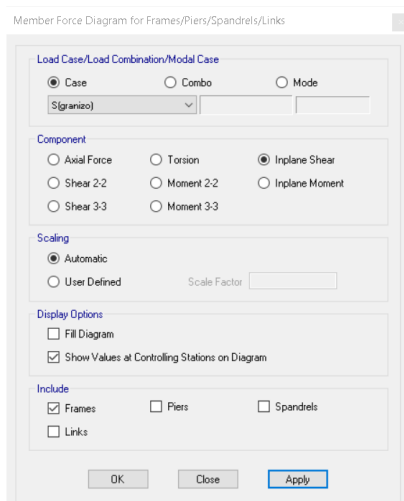 Member Force Diagram for Frames/Piers/Spandrels/Links
Load Case/Load Combination/Modal Case
Case Combo Mode
S(granizo)
Component
Axial Force Torsion Inplane Shear
Shear 2-2 Moment 2-2 Inplane Moment
Shear 3-3 Moment 3-3
Scaling
Automatic
User Defined Scale Factor
Display Options
Fill Diagram
Show Values at Controlling Stations on Diagram
Include
Frames Piers Spandrels
Links
OK Close Apply